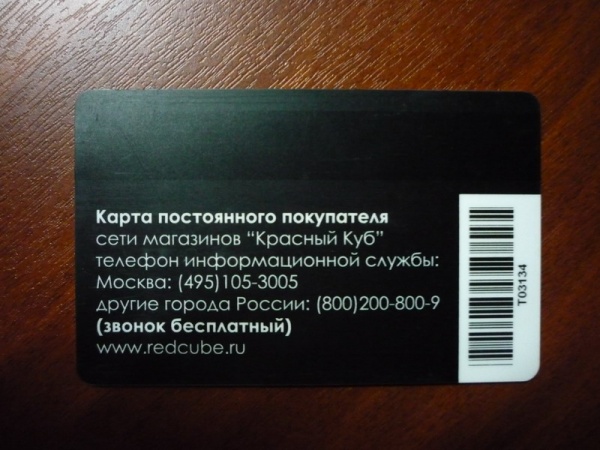 Карта постоянного покупателя
сети магазинов “Красный Куб”
телефон информационной службы:
Москва: (495)105-3005
другие города России: (800)200-800-9
(звонок бесплатный)
www.redcube.ru
T03134